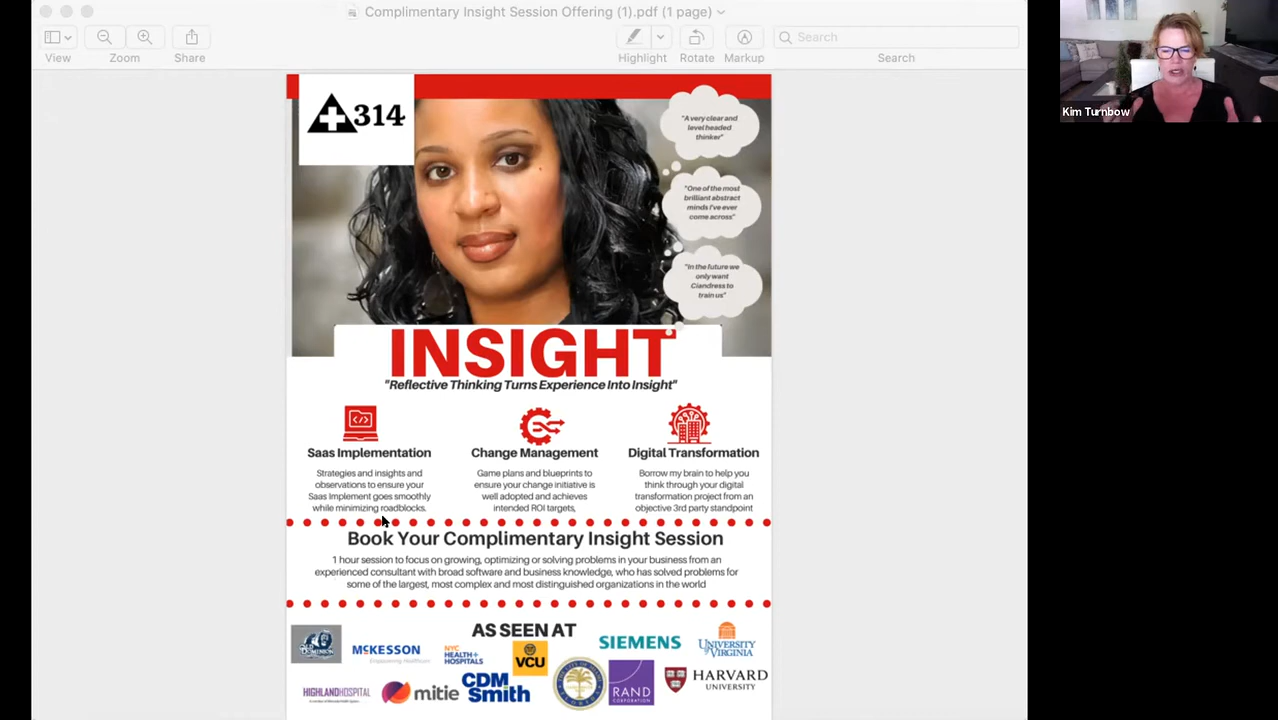 Complimentary Insight Session Offering (1).pdf (1 page)
View
Zoom
Share
Highlight
Rotate
Markup
Search
Search
Kim Turnbow
314
"A very clear and
level headed
thinker"
"One of the most
brilliant abstract
minds I've ever
come across"
"In the future we
only want
Ciandress to
train us"
INSIGHT
"Reflective Thinking Turns Experience Into Insight"
Saas Implementation
Strategies and insights and
observations to ensure your
Saas Implement goes smoothly
while minimizing roadblocks.
Change Management
Game plans and blueprints to
ensure your change initiative is
well adopted and achieves
intended ROI targets,
Digital Transformation
Borrow my brain to help you
think through your digital
transformation project from an
objective 3rd party standpoint
Book Your Complimentary Insight Session
1 hour session to focus on growing, optimizing or solving problems in your business from an
experienced consultant with broad software and business knowledge, who has solved problems for
some of the largest, most complex and most distinguished organizations in the world
AS SEEN AT
DOMINION
MCKESSON
Empowering Healthcare
NYC
HEALTH+
HOSPITALS
VCU
SIEMENS
UNIVERSITY
of VIRGINIA
HIGHLAND HOSPITAL
mitie
CDM
Smith
RAND
CORPORATION
HARVARD
UNIVERSITY